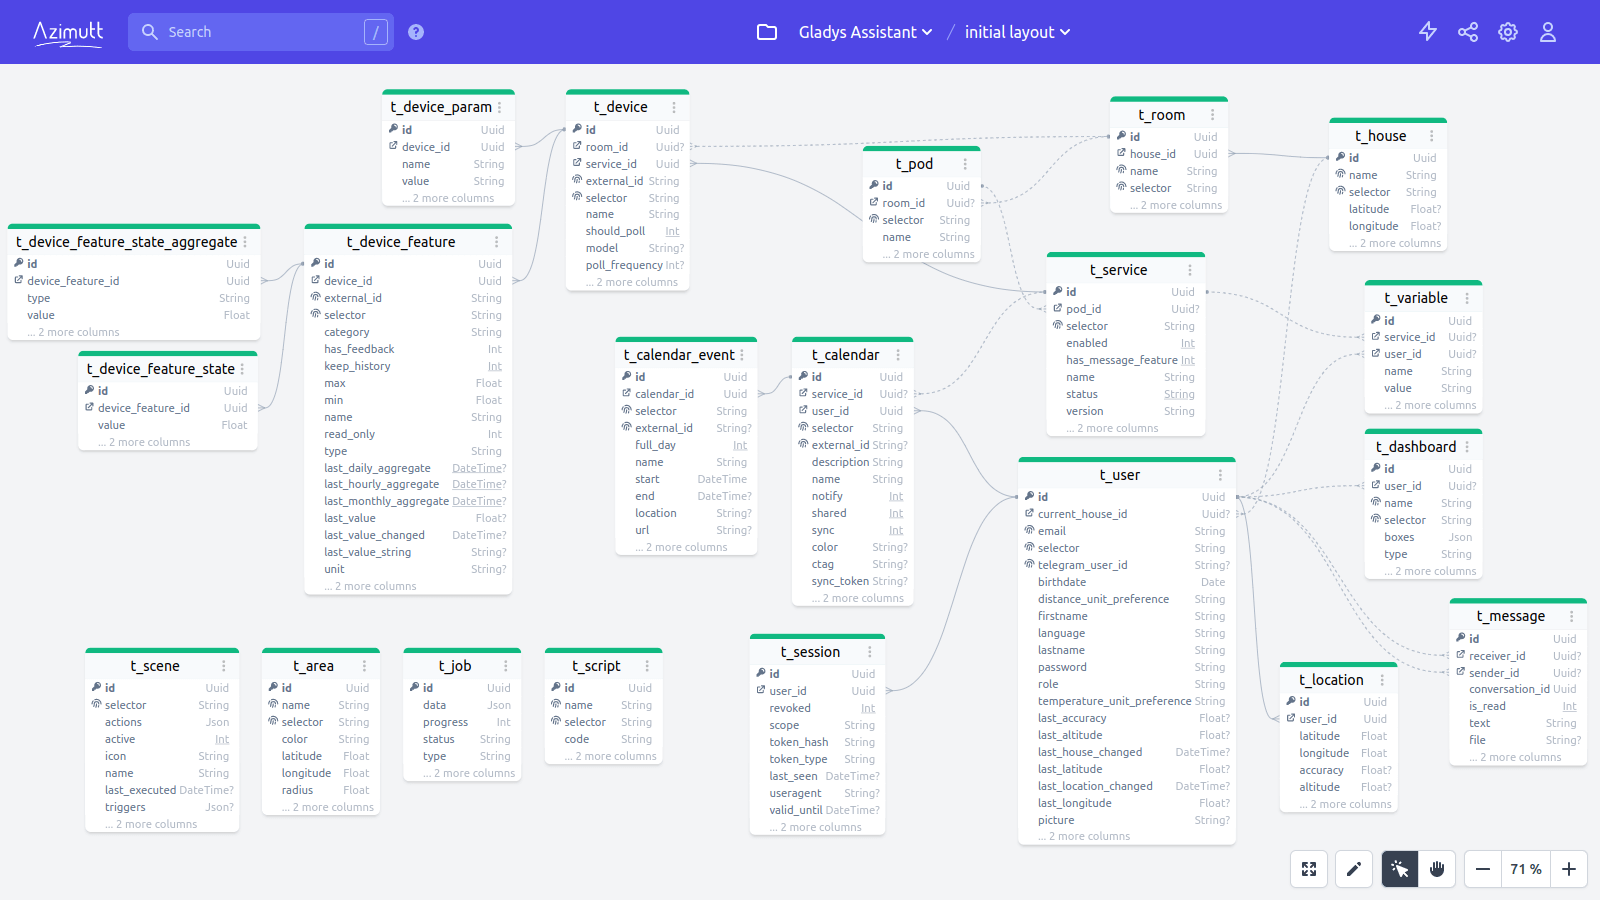 Azimutt
Search
/
?
Gladys Assistant
/
initial layout
t_device_param
id Uuid
device_id Uuid
name String
value String
... 2 more columns
t_device
id Uuid
room_id Uuid?
service_id Uuid
external_id String
selector String
name String
should_poll Int
model String?
poll_frequency Int?
... 2 more columns
t_pod
id Uuid
room_id Uuid?
selector String
name String
... 2 more columns
t_room
id Uuid
house_id Uuid
name String
selector String
... 2 more columns
t_house
id Uuid
name String
selector String
latitude Float?
longitude Float?
... 2 more columns
t_device_feature_state_aggregate
id Uuid
device_feature_id Uuid
type String
value Float
... 2 more columns
t_device_feature_state
id Uuid
device_feature_id Uuid
value Float
... 2 more columns
t_device_feature
id Uuid
device_id Uuid
external_id String
selector String
category String
has_feedback Int
keep_history Int
max Float
min Float
name String
read_only Int
type String
last_daily_aggregate DateTime?
last_hourly_aggregate DateTime?
last_monthly_aggregate DateTime?
last_value Float?
last_value_changed DateTime?
last_value_string String?
unit String?
... 2 more columns
t_calendar_event
id Uuid
calendar_id Uuid
selector String
external_id String?
full_day Int
name String
start DateTime
end DateTime?
location String?
url String?
... 2 more columns
t_calendar
id Uuid
service_id Uuid?
user_id Uuid
selector String
external_id String?
description String
name String
notify Int
shared Int
sync Int
color String?
ctag String?
sync_token String?
... 2 more columns
t_service
id Uuid
pod_id Uuid?
selector String
enabled Int
has_message_feature Int
name String
status String
version String
... 2 more columns
t_variable
id Uuid
service_id Uuid?
user_id Uuid?
name String
value String
... 2 more columns
t_dashboard
id Uuid
user_id Uuid?
name String
selector String
boxes Json
type String
... 2 more columns
t_user
id Uuid
current_house_id Uuid?
email String
selector String
telegram_user_id String?
birthdate Date
distance_unit_preference String
firstname String
language String
lastname String
password String
role String
temperature_unit_preference String
last_accuracy Float?
last_altitude Float?
last_house_changed DateTime?
last_latitude Float?
last_location_changed DateTime?
last_longitude Float?
picture String?
... 2 more columns
t_message
id Uuid
receiver_id Uuid?
sender_id Uuid?
conversation_id Uuid
is_read Int
text String
file String?
... 2 more columns
t_location
id Uuid
user_id Uuid
latitude Float
longitude Float
accuracy Float?
altitude Float?
... 2 more columns
t_scene
id Uuid
selector String
actions Json
active Int
icon String
name String
last_executed DateTime?
triggers Json?
... 2 more columns
t_area
id Uuid
name String
selector String
color String
latitude Float
longitude Float
radius Float
... 2 more columns
t_job
id Uuid
data Json
progress Int
status String
type String
... 2 more columns
t_script
id Uuid
name String
selector String
code String
... 2 more columns
t_session
id Uuid
user_id Uuid
revoked Int
scope String
token_hash String
token_type String
last_seen DateTime?
useragent String?
valid_until DateTime?
... 2 more columns
71 %